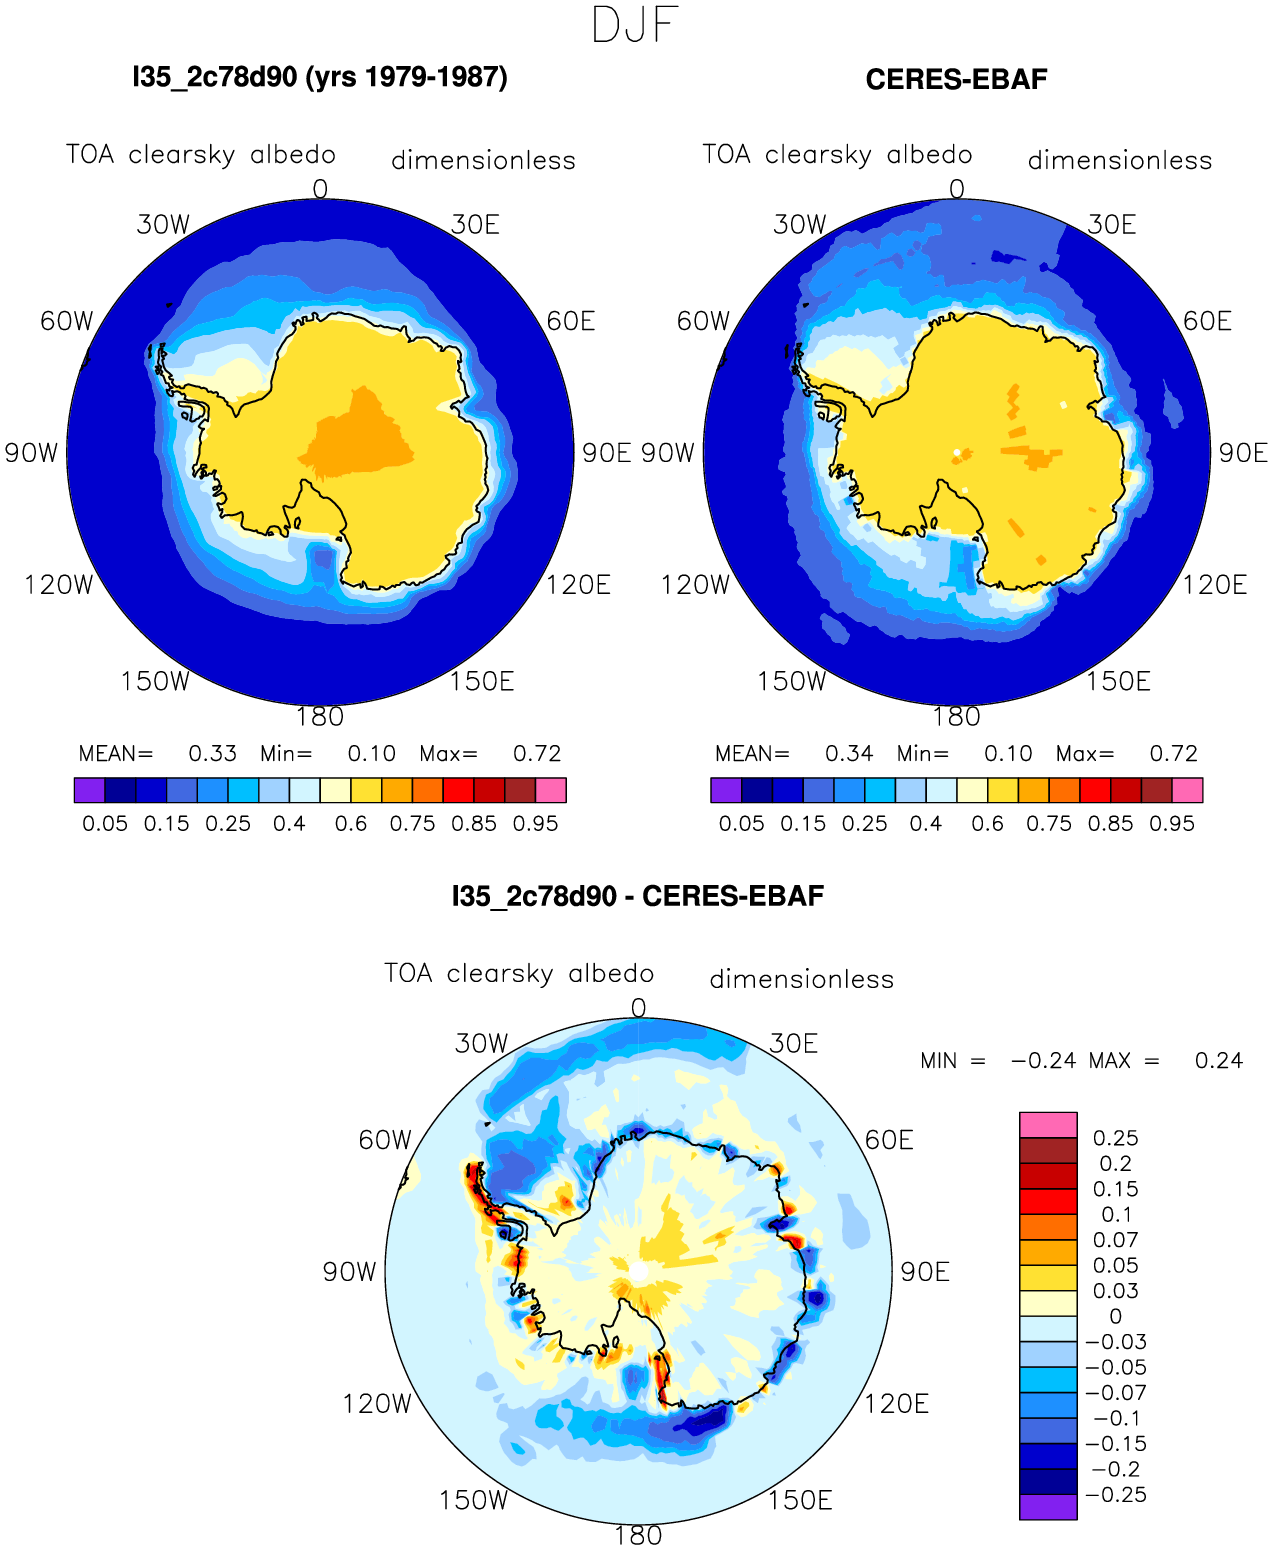 DJF
I35_2c78d90 (yrs 1979-1987)
TOA clearsky albedo dimensionless
0
30W 30E
60W 60E
90W 90E
120W 120E
150W 150E
180
MEAN= 0.33 Min= 0.10 Max= 0.72
0.05 0.15 0.25 0.4 0.6 0.75 0.85 0.95
CERES-EBAF
TOA clearsky albedo dimensionless
0
30W 30E
60W 60E
90W 90E
120W 120E
150W 150E
180
MEAN= 0.34 Min= 0.10 Max= 0.72
0.05 0.15 0.25 0.4 0.6 0.75 0.85 0.95
I35_2c78d90 - CERES-EBAF
TOA clearsky albedo dimensionless
0
30W 30E
60W 60E
90W 90E
120W 120E
150W 150E
180
MIN = −0.24 MAX = 0.24
0.25
0.2
0.15
0.1
0.07
0.05
0.03
0
−0.03
−0.05
−0.07
−0.1
−0.15
−0.2
−0.25